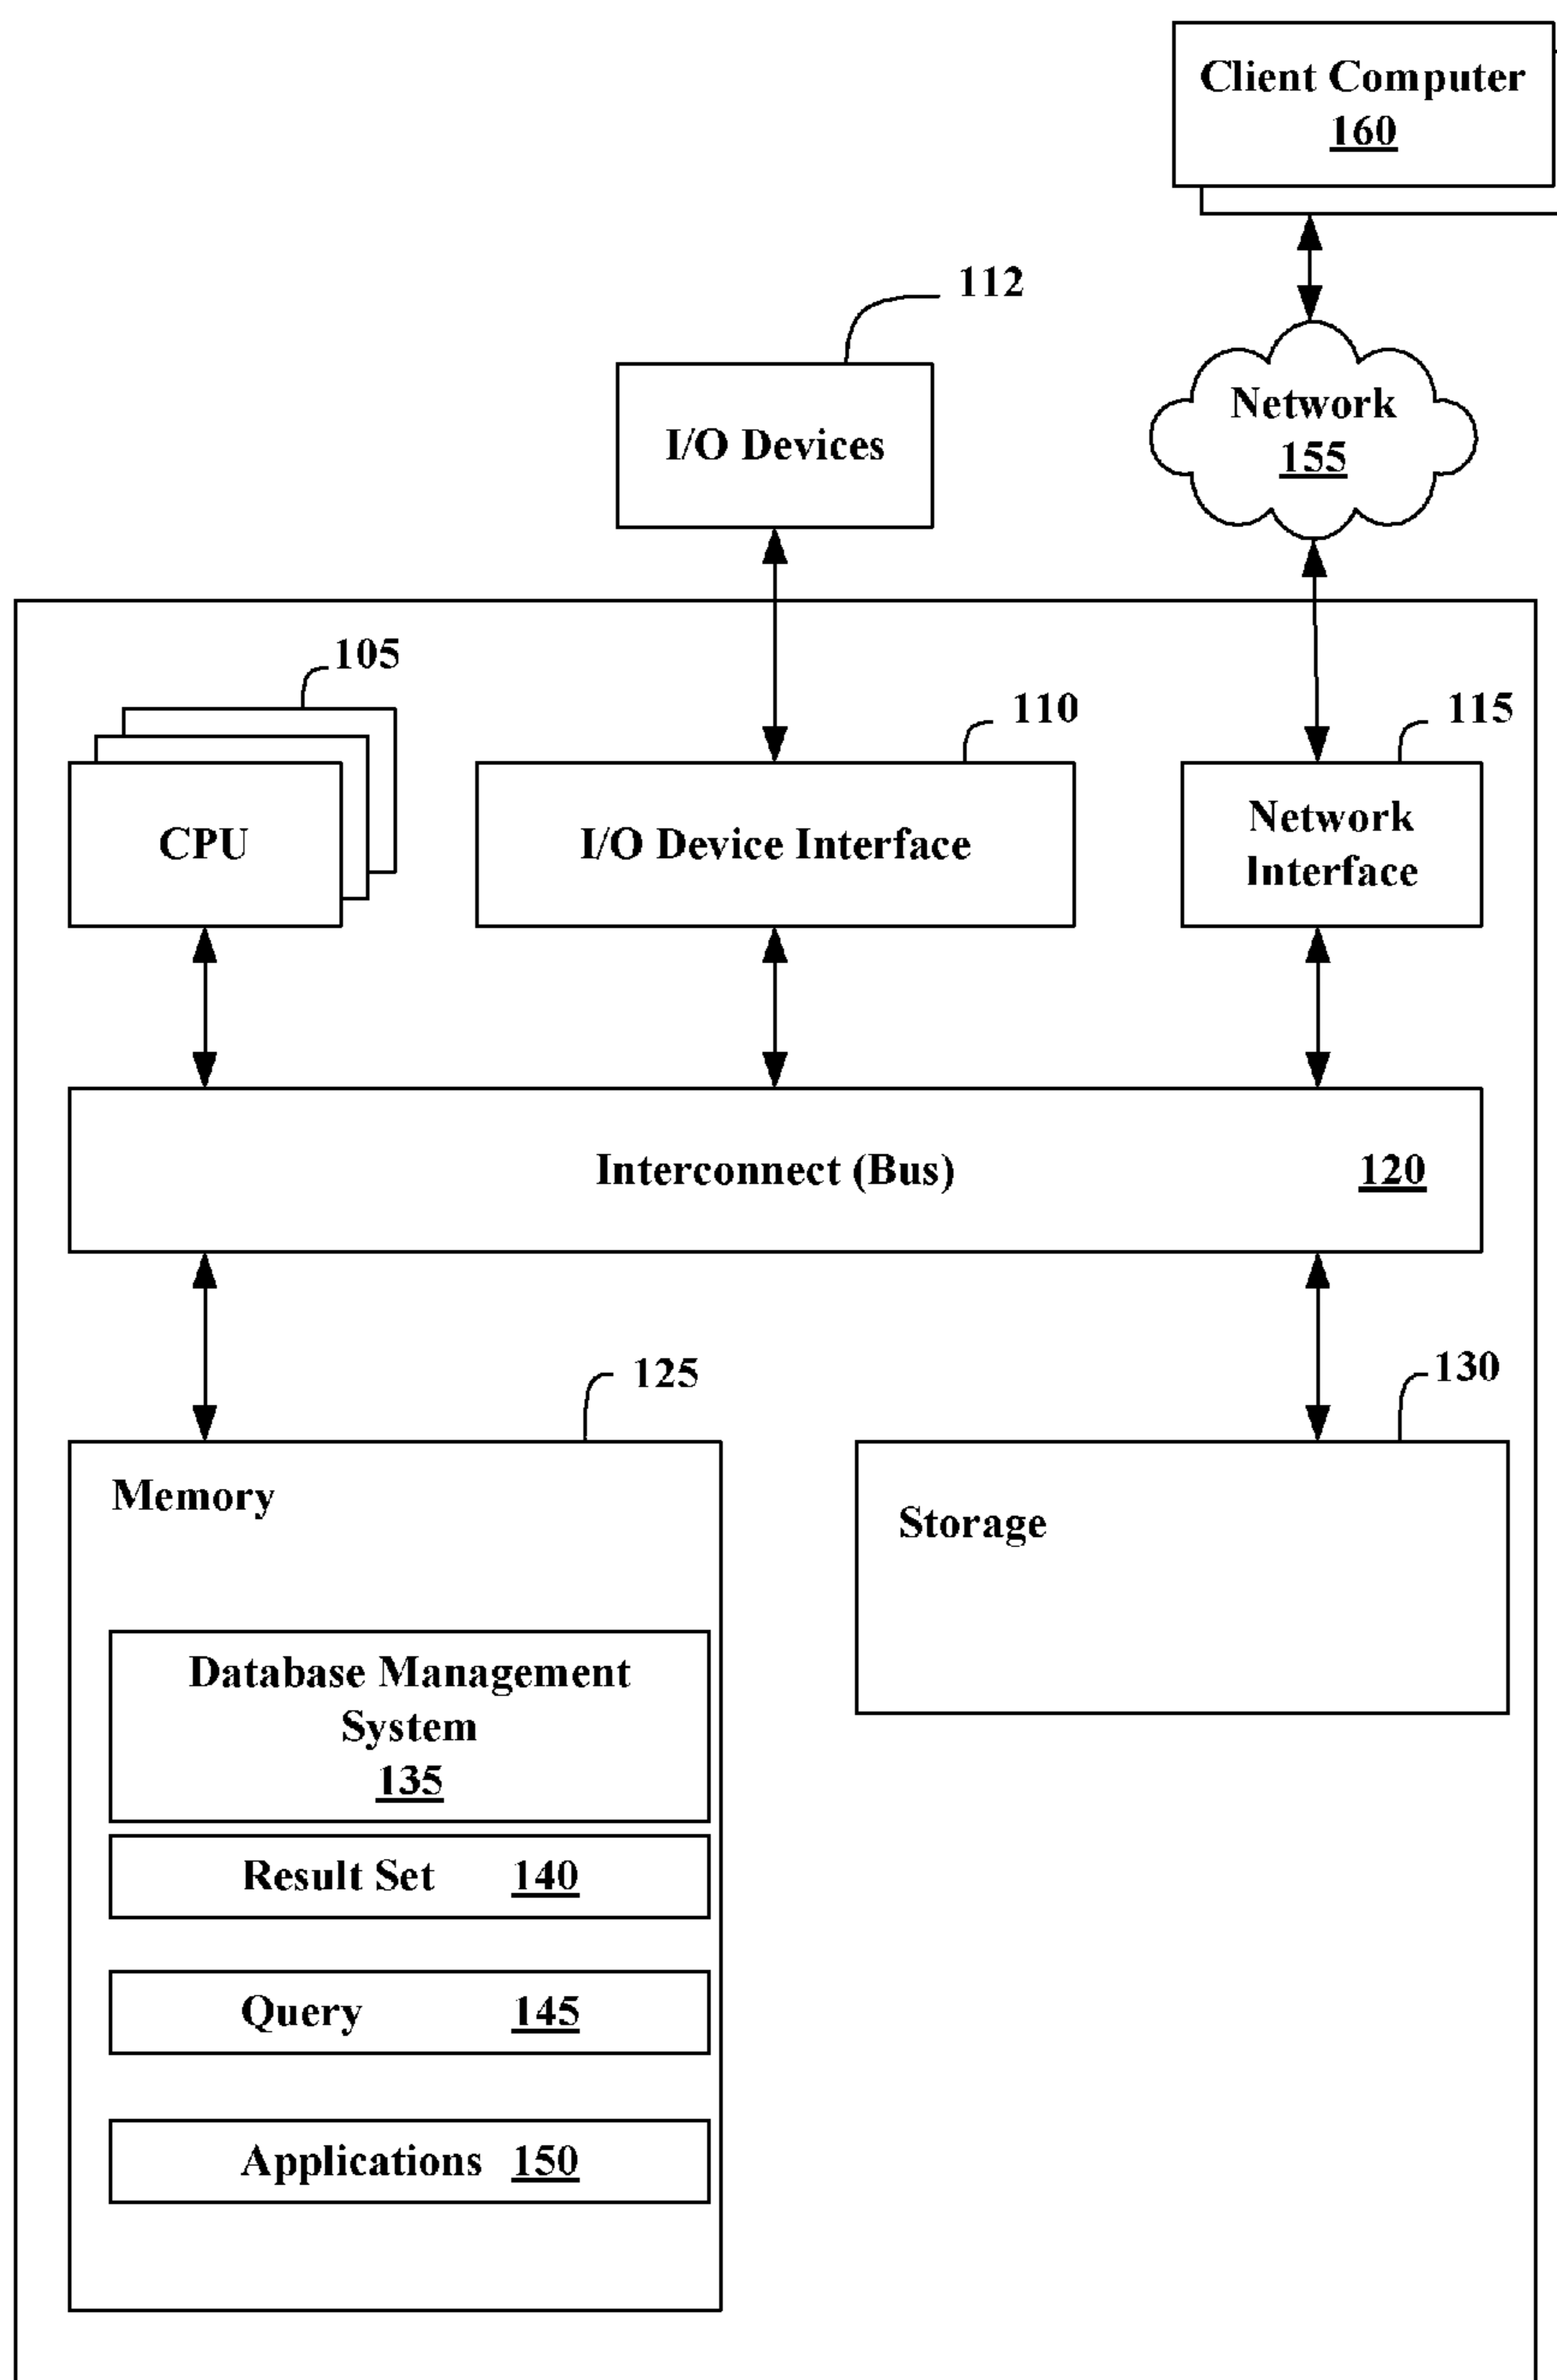 Client Computer
160
112
I/O Devices
Network
155
105
110
115
CPU
I/O Device Interface
Network
Interface
Interconnect (Bus) 120
125
130
Memory
Storage
Database Management
System
135
Result Set 140
Query 145
Applications 150